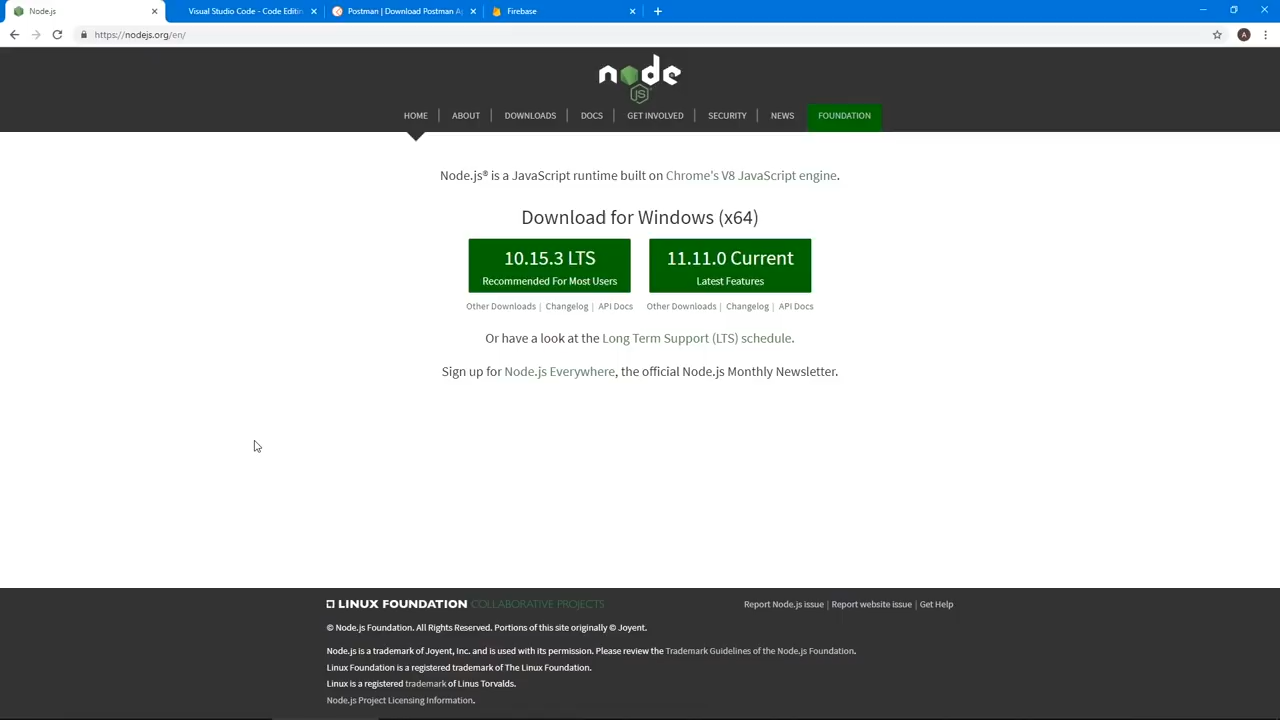 Node.js
Visual Studio Code - Code Editin
Postman | Download Postman Ap
Firebase
https://nodejs.org/en/
A
node
JS
HOME | ABOUT | DOWNLOADS | DOCS | GET INVOLVED | SECURITY | NEWS | FOUNDATION
Node.js® is a JavaScript runtime built on Chrome's V8 JavaScript engine.
Download for Windows (x64)
10.15.3 LTS
Recommended For Most Users
11.11.0 Current
Latest Features
Other Downloads | Changelog | API Docs
Other Downloads | Changelog | API Docs
Or have a look at the Long Term Support (LTS) schedule.
Sign up for Node.js Everywhere, the official Node.js Monthly Newsletter.
LINUX FOUNDATION COLLABORATIVE PROJECTS
Report Node.js issue | Report website issue | Get Help
© Node.js Foundation. All Rights Reserved. Portions of this site originally © Joyent.
Node.js is a trademark of Joyent, Inc. and is used with its permission. Please review the Trademark Guidelines of the Node.js Foundation.
Linux Foundation is a registered trademark of The Linux Foundation.
Linux is a registered trademark of Linus Torvalds.
Node.js Project Licensing Information.